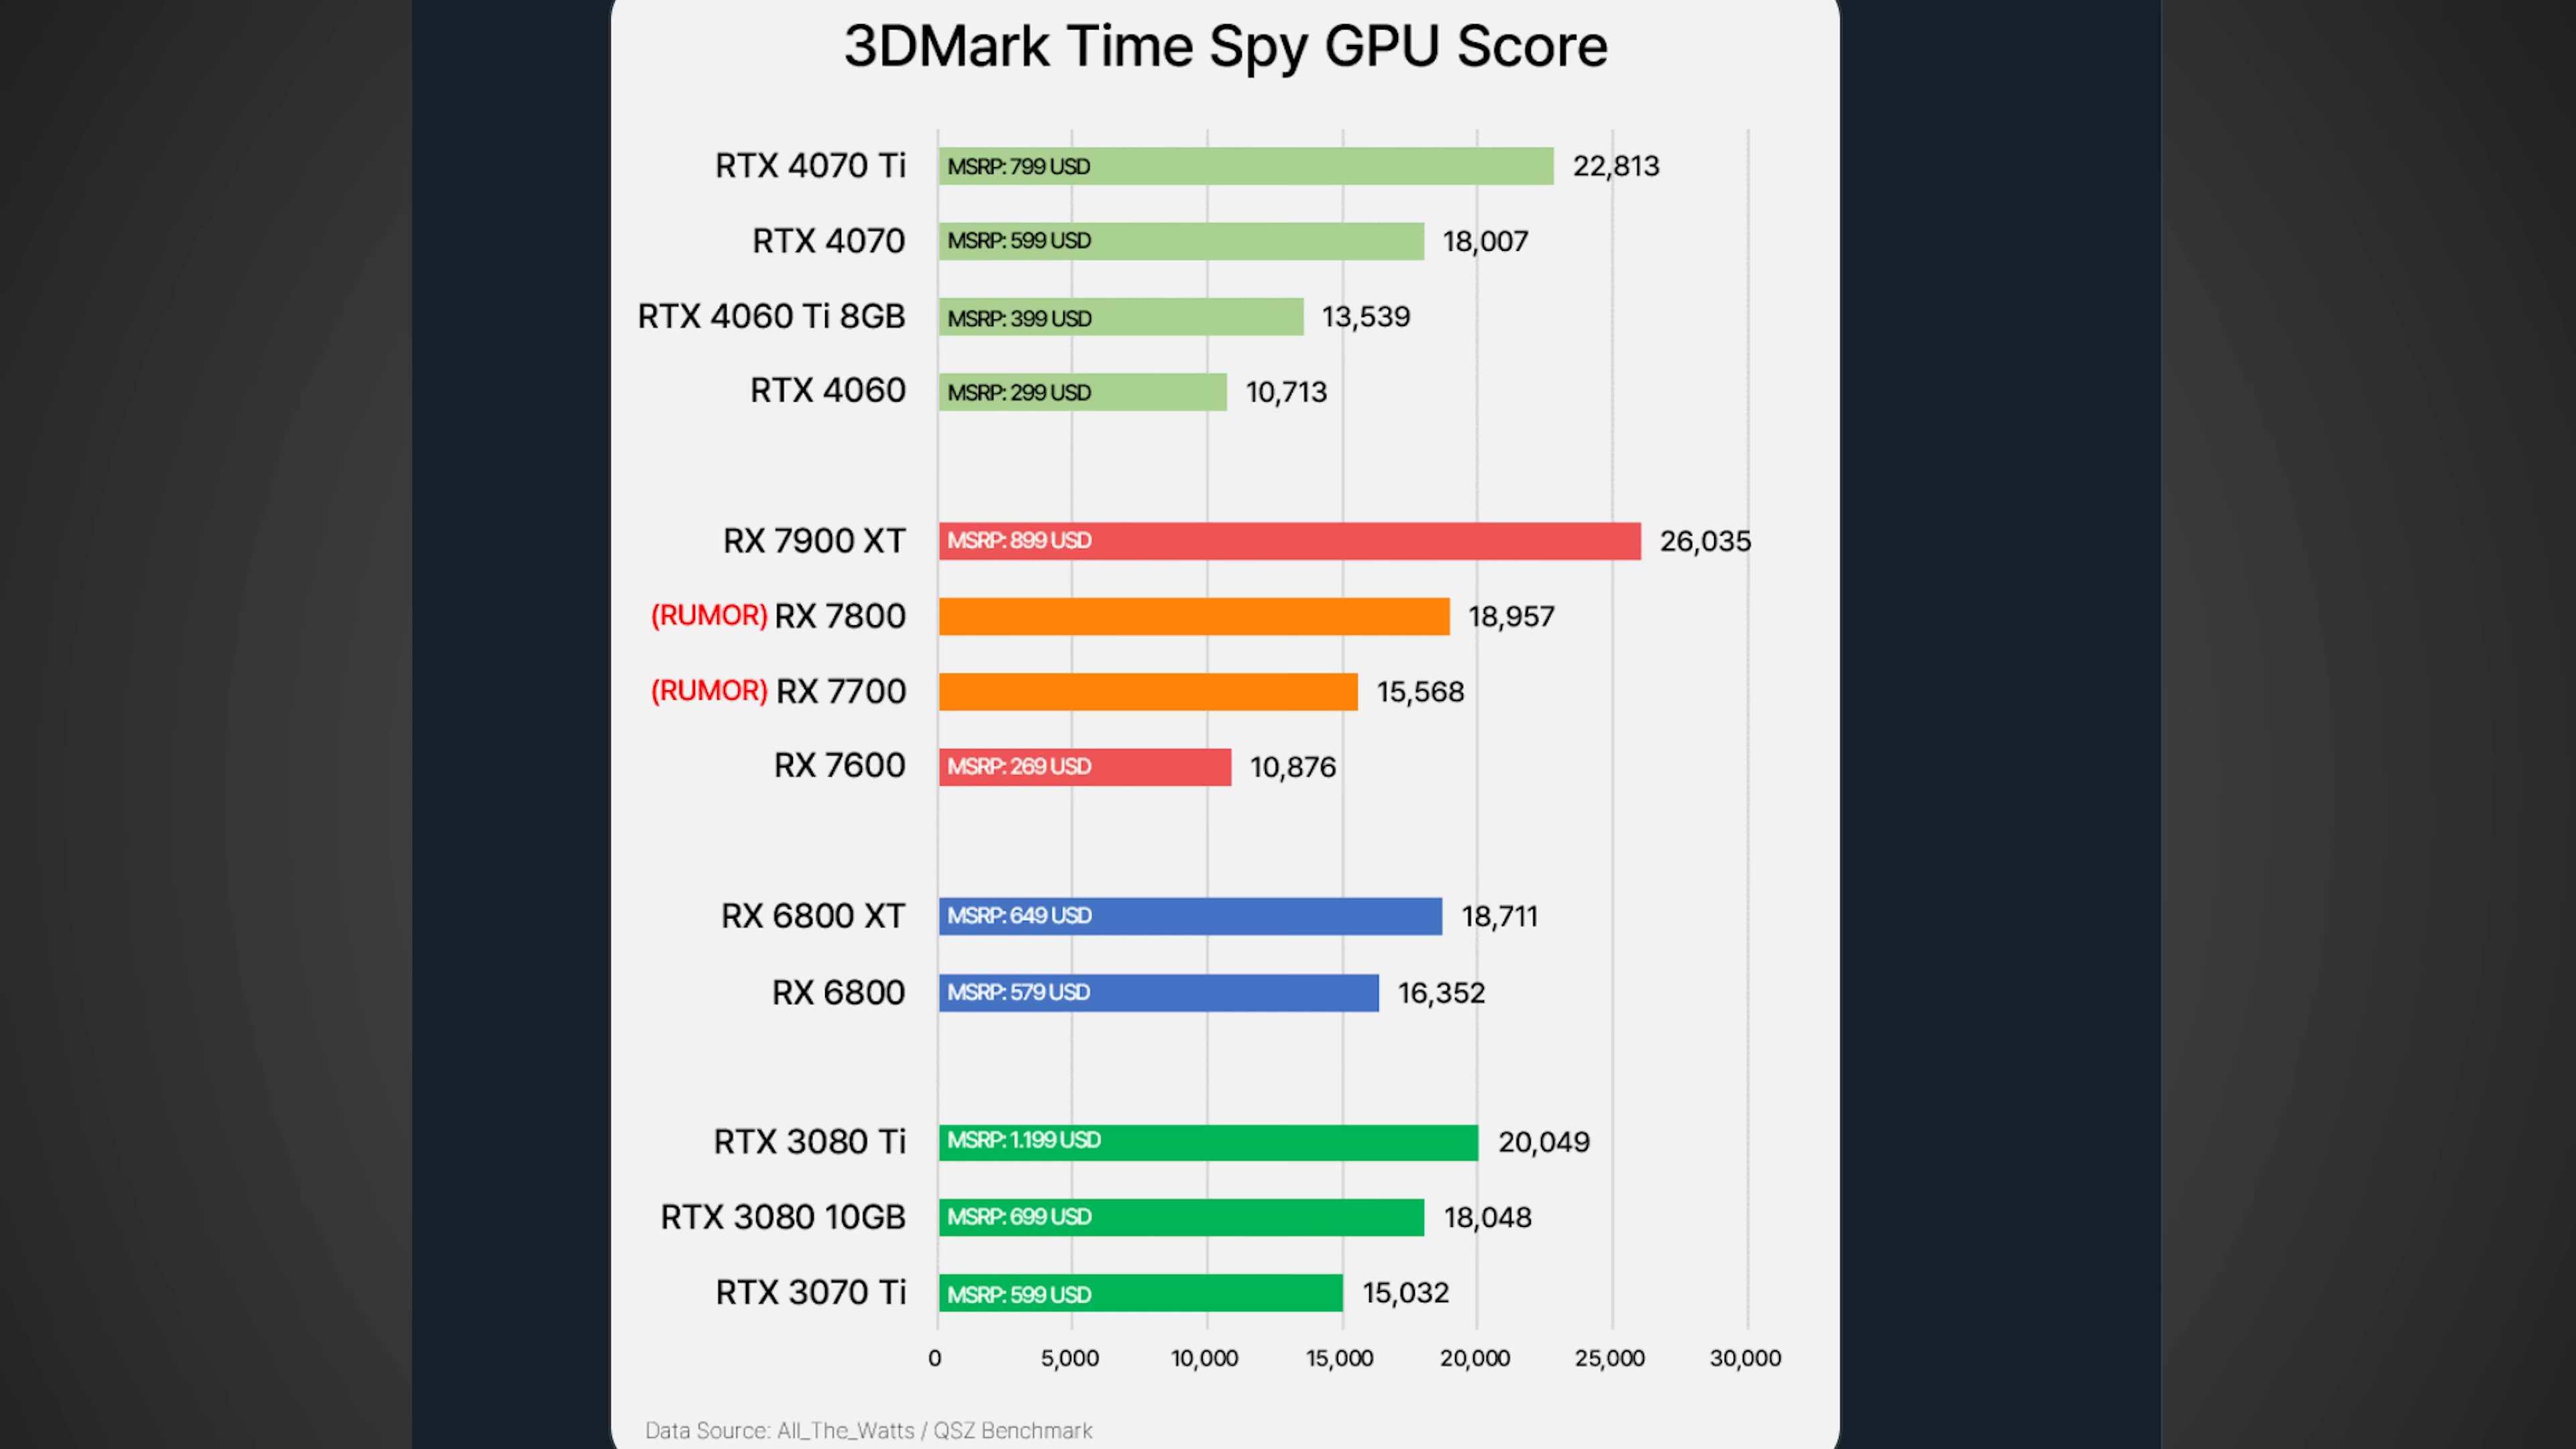 3DMark Time Spy GPU Score
RTX 4070 Ti MSRP: 799 USD 22,813
RTX 4070 MSRP: 599 USD 18,007
RTX 4060 Ti 8GB MSRP: 399 USD 13,539
RTX 4060 MSRP: 299 USD 10,713
RX 7900 XT MSRP: 899 USD 26,035
(RUMOR) RX 7800 18,957
(RUMOR) RX 7700 15,568
RX 7600 MSRP: 269 USD 10,876
RX 6800 XT MSRP: 649 USD 18,711
RX 6800 MSRP: 579 USD 16,352
RTX 3080 Ti MSRP: 1.199 USD 20,049
RTX 3080 10GB MSRP: 699 USD 18,048
RTX 3070 Ti MSRP: 599 USD 15,032
0 5,000 10,000 15,000 20,000 25,000 30,000
Data Source: All_The_Watts / QSZ Benchmark